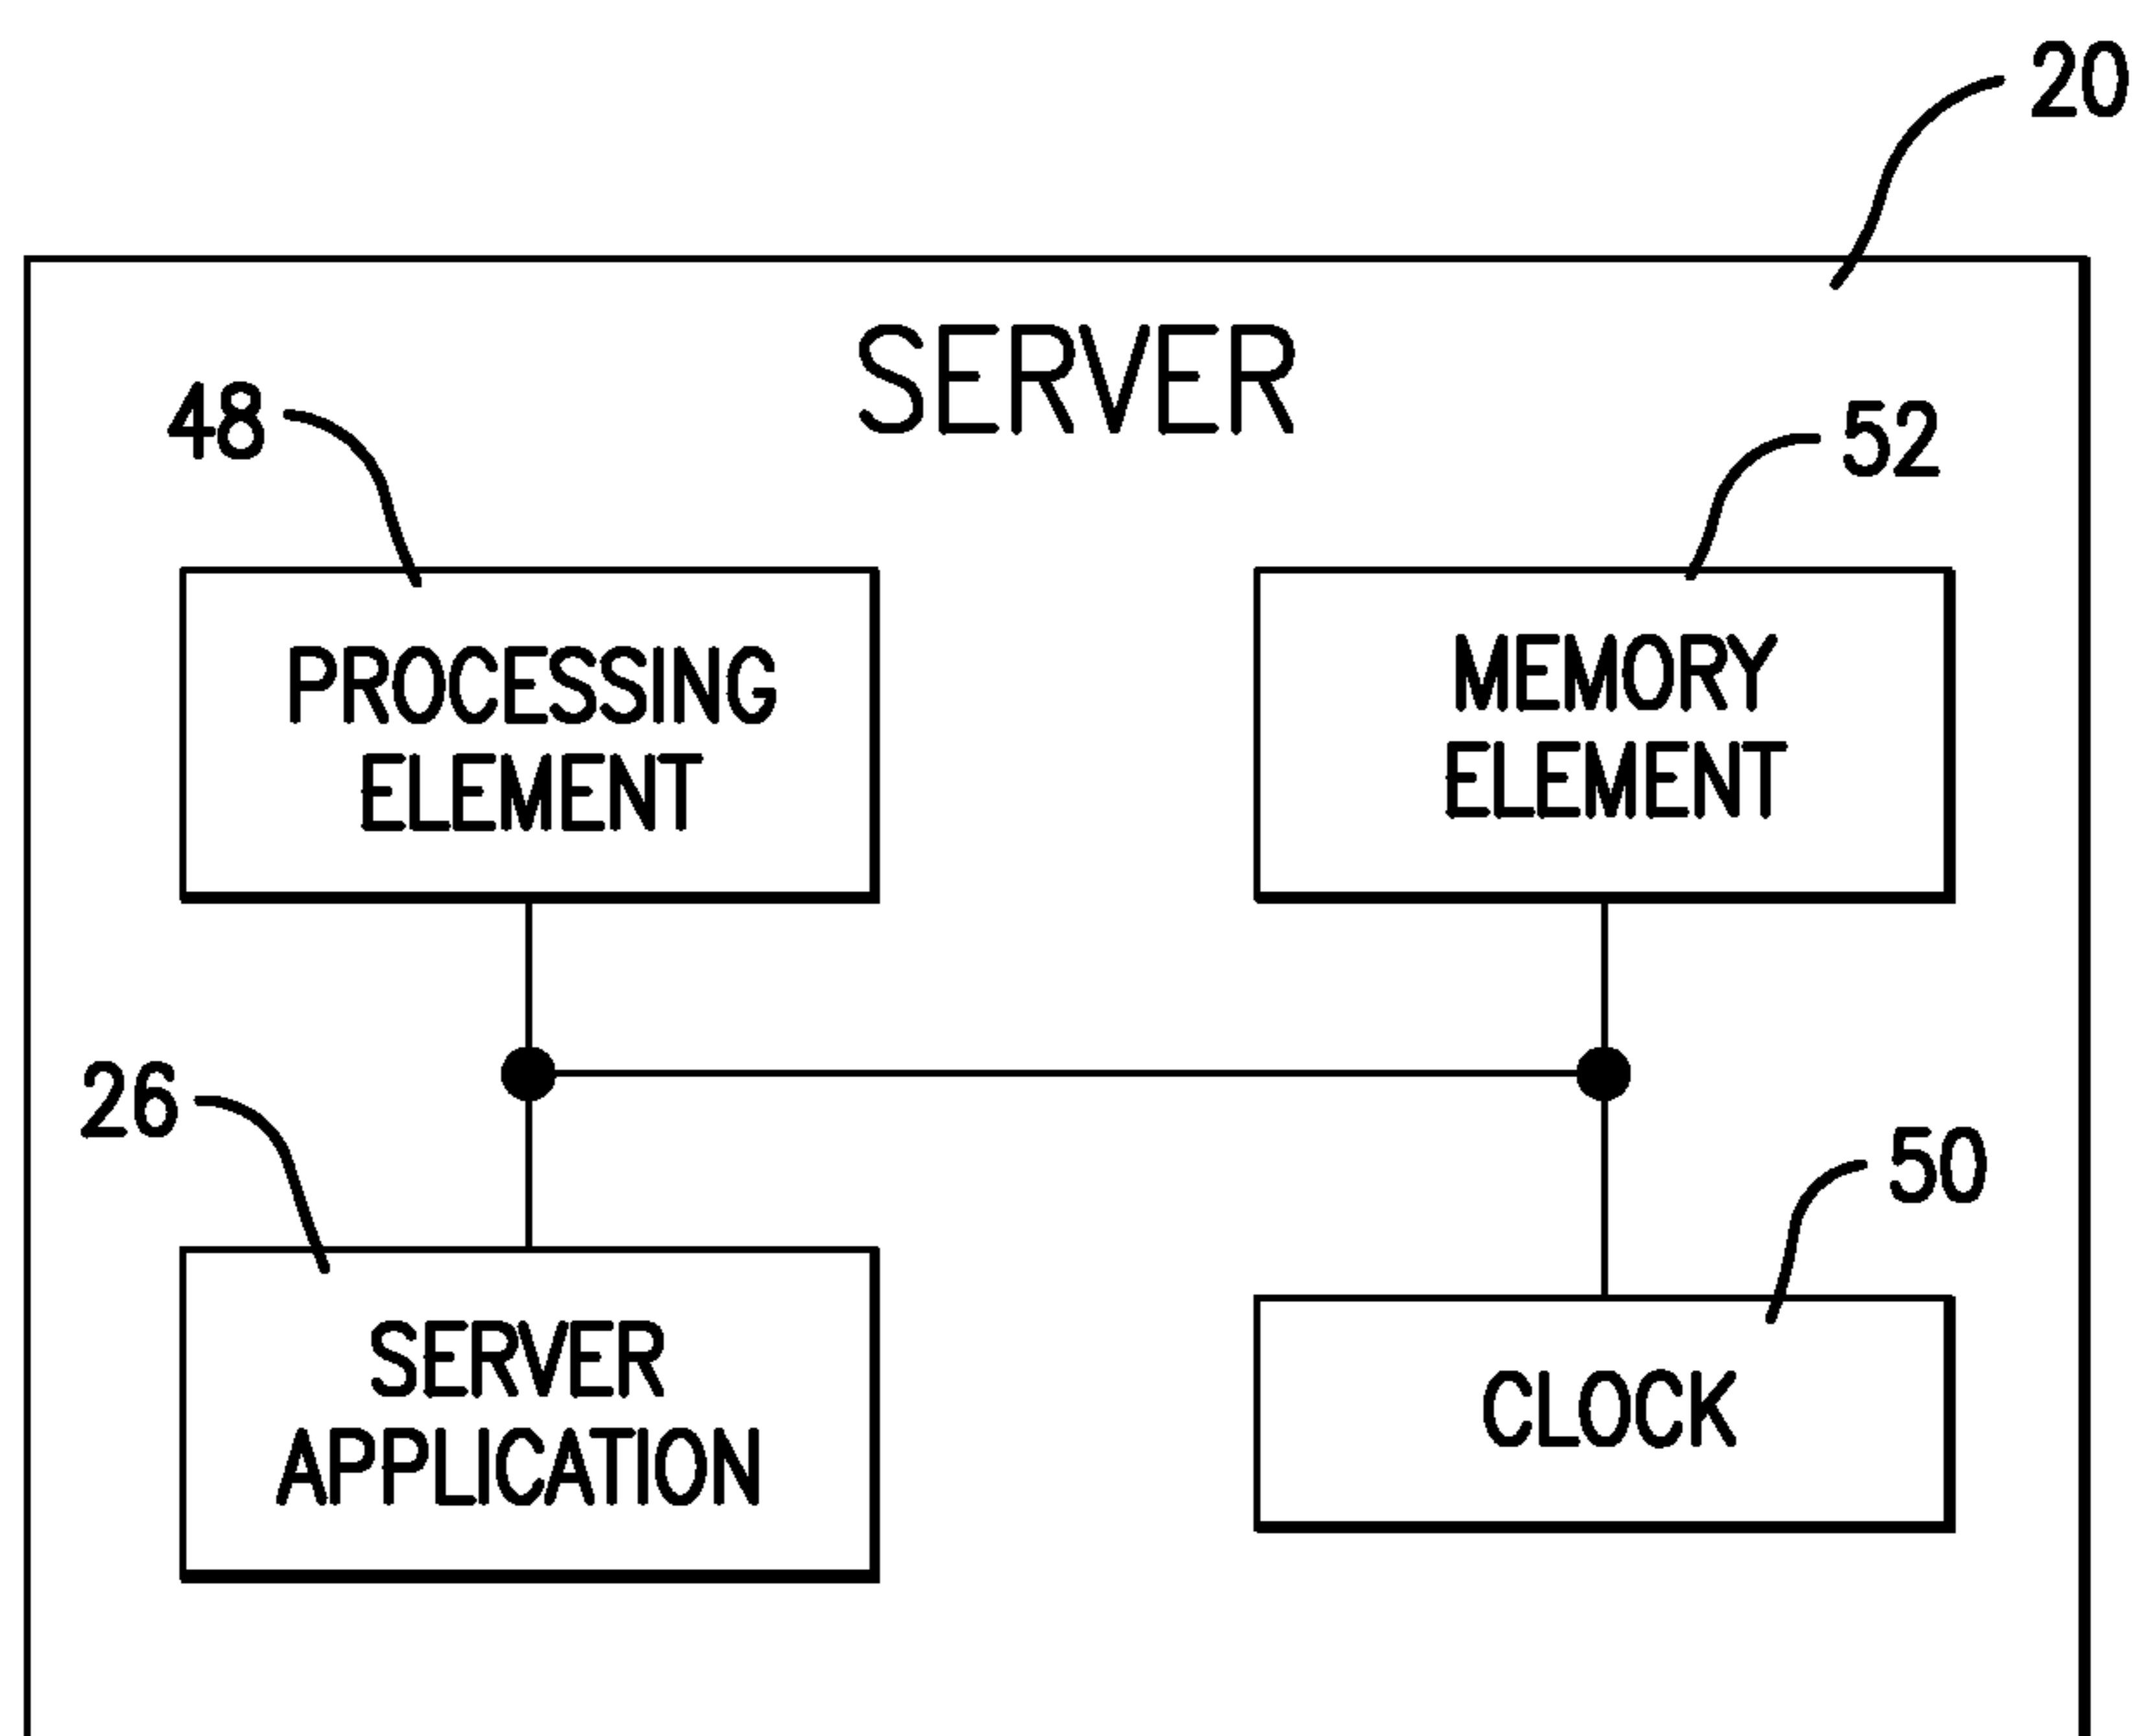 20
SERVER
48
52
PROCESSING
ELEMENT
MEMORY
ELEMENT
26
50
SERVER
APPLICATION
CLOCK